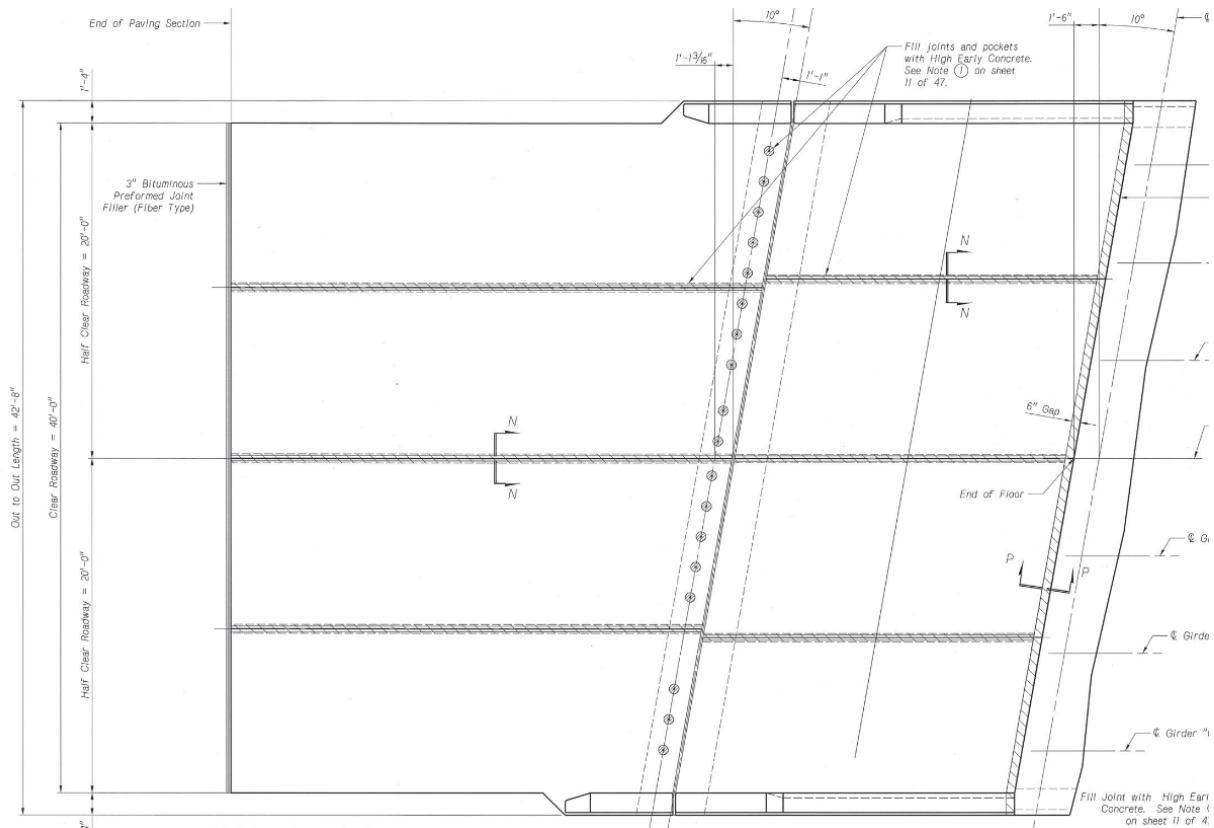 End of Paving Section
10°
1'-6"
10°
℄
1'-1 3/16"
Fill joints and pockets
with High Early Concrete.
See Note 1 on sheet
11 of 47.
1'-1"
1'-4"
3" Bituminous
Preformed Joint
Filler (Fiber Type)
Half Clear Roadway = 20'-0"
N
N
Out to Out Length = 42'-8"
Clear Roadway = 40'-0"
6" Gap
N
N
End of Floor
℄ G
P
P
Half Clear Roadway = 20'-0"
℄ Girde
℄ Girder "
Fill Joint with High Earl
Concrete. See Note
on sheet 11 of 4